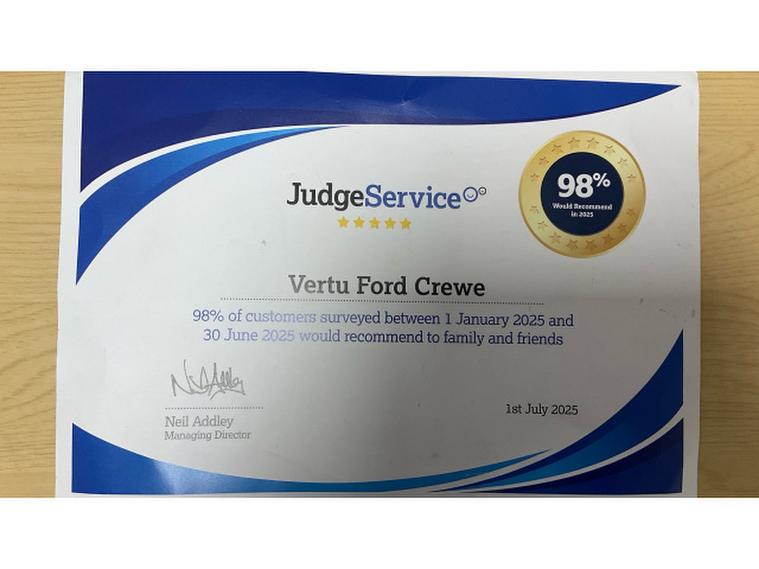 JudgeService
98%
Would Recommend
in 2025
Vertu Ford Crewe
98% of customers surveyed between 1 January 2025 and
30 June 2025 would recommend to family and friends
Neil Addley
Managing Director
1st July 2025